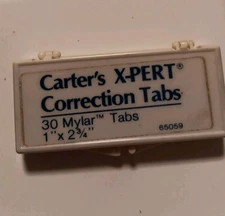 Carter's X-PERT®
Correction Tabs
30 Mylar™ Tabs
1" x 2¾" 65059